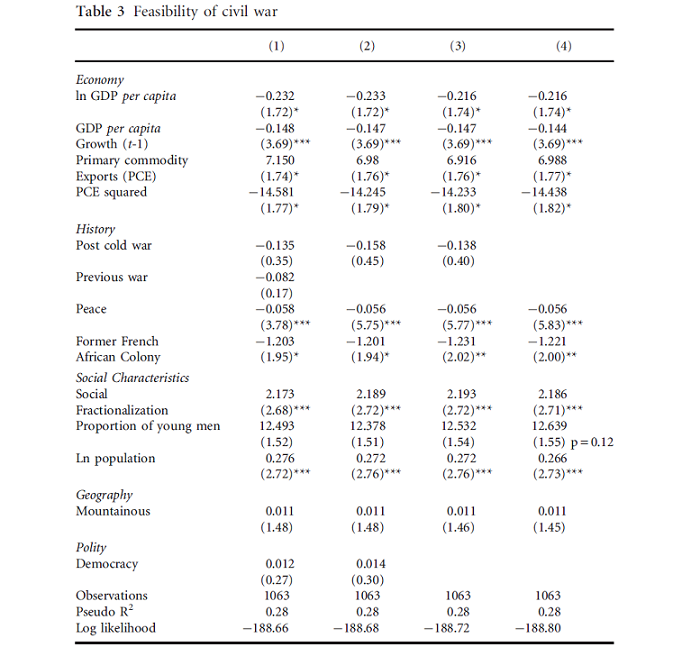 Table 3 Feasibility of civil war
(1) (2) (3) (4)
Economy
ln GDP per capita −0.232 −0.233 −0.216 −0.216
(1.72)* (1.72)* (1.74)* (1.74)*
GDP per capita −0.148 −0.147 −0.147 −0.144
Growth (t-1) (3.69)*** (3.69)*** (3.69)*** (3.69)***
Primary commodity 7.150 6.98 6.916 6.988
Exports (PCE) (1.74)* (1.76)* (1.76)* (1.77)*
PCE squared −14.581 −14.245 −14.233 −14.438
(1.77)* (1.79)* (1.80)* (1.82)*
History
Post cold war −0.135 −0.158 −0.138
(0.35) (0.45) (0.40)
Previous war −0.082
(0.17)
Peace −0.058 −0.056 −0.056 −0.056
(3.78)*** (5.75)*** (5.77)*** (5.83)***
Former French −1.203 −1.201 −1.231 −1.221
African Colony (1.95)* (1.94)* (2.02)** (2.00)**
Social Characteristics
Social 2.173 2.189 2.193 2.186
Fractionalization (2.68)*** (2.72)*** (2.72)*** (2.71)***
Proportion of young men 12.493 12.378 12.532 12.639
(1.52) (1.51) (1.54) (1.55) p=0.12
Ln population 0.276 0.272 0.272 0.266
(2.72)*** (2.76)*** (2.76)*** (2.73)***
Geography
Mountainous 0.011 0.011 0.011 0.011
(1.48) (1.48) (1.46) (1.45)
Polity
Democracy 0.012 0.014
(0.27) (0.30)
Observations 1063 1063 1063 1063
Pseudo R² 0.28 0.28 0.28 0.28
Log likelihood −188.66 −188.68 −188.72 −188.80